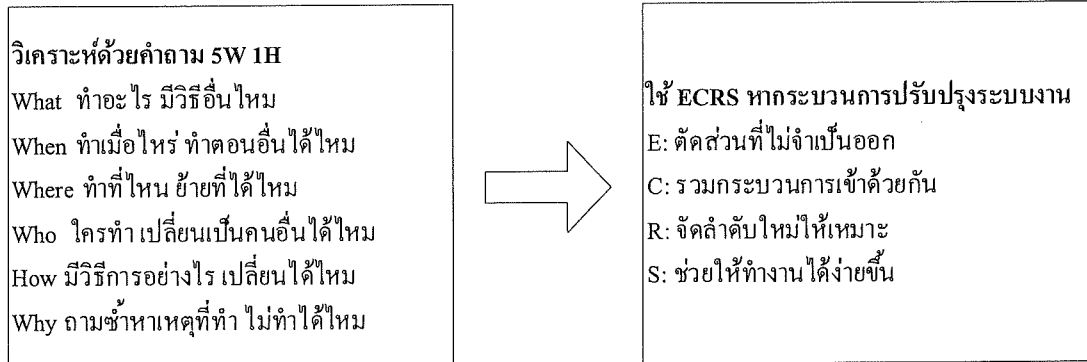 วิเคราะห์ด้วยคำถาม 5W 1H
What ทำอะไร มีวิธีอื่นไหม
When ทำเมื่อไหร่ ทำตอนอื่นได้ไหม
Where ทำที่ไหน ย้ายที่ได้ไหม
Who ใครทำ เปลี่ยนเป็นคนอื่นได้ไหม
How มีวิธีการอย่างไร เปลี่ยนได้ไหม
Why ถามซ้ำหาเหตุที่ทำ ไม่ทำได้ไหม
ใช้ ECRS หากระบวนการปรับปรุงระบบงาน
E: ตัดส่วนที่ไม่จำเป็นออก
C: รวมกระบวนการเข้าด้วยกัน
R: จัดลำดับใหม่ให้เหมาะ
S: ช่วยให้ทำงานได้ง่ายขึ้น